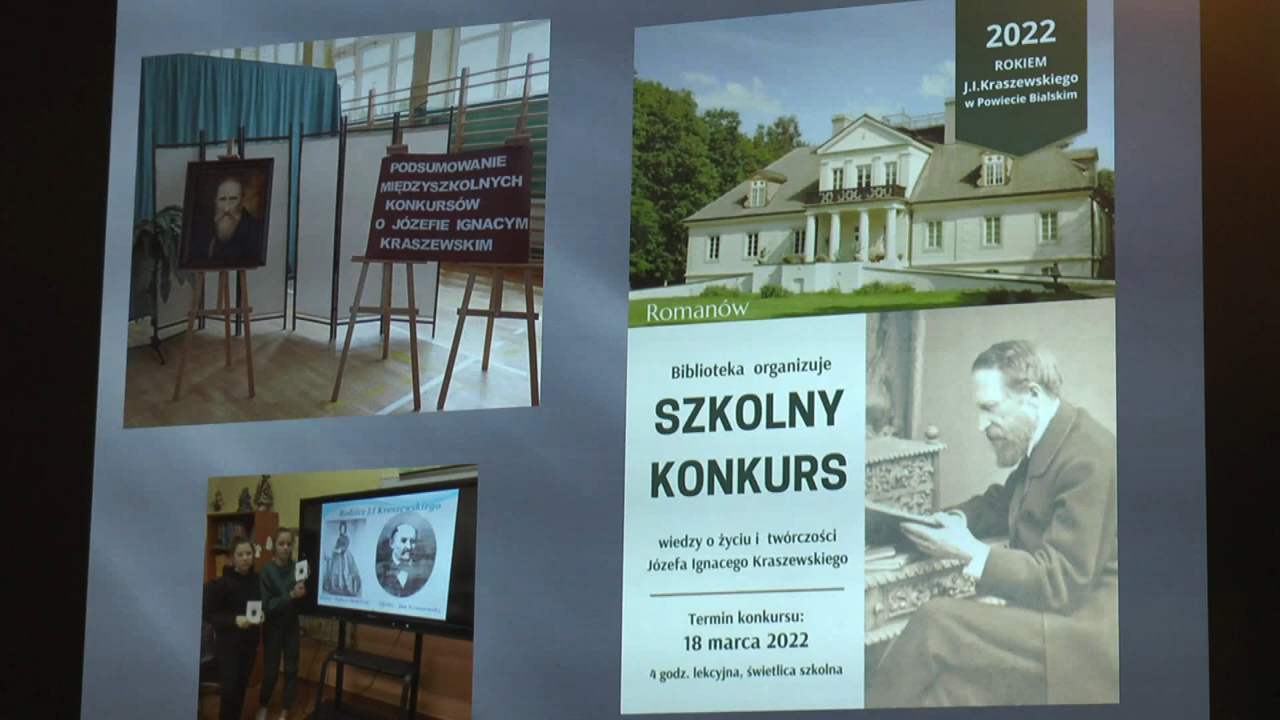 PODSUMOWANIE
MIĘDZYSZKOLNYCH
KONKURSÓW
O JÓZEFIE IGNACYM
KRASZEWSKIM
Rodzice J.I Kraszewskiego
2022
ROKIEM
J.I.Kraszewskiego
w Powiecie Bialskim
Romanów
Biblioteka organizuje
SZKOLNY
KONKURS
wiedzy o życiu i twórczości
Józefa Ignacego Kraszewskiego
Termin konkursu:
18 marca 2022
4 godz. lekcyjna, świetlica szkolna